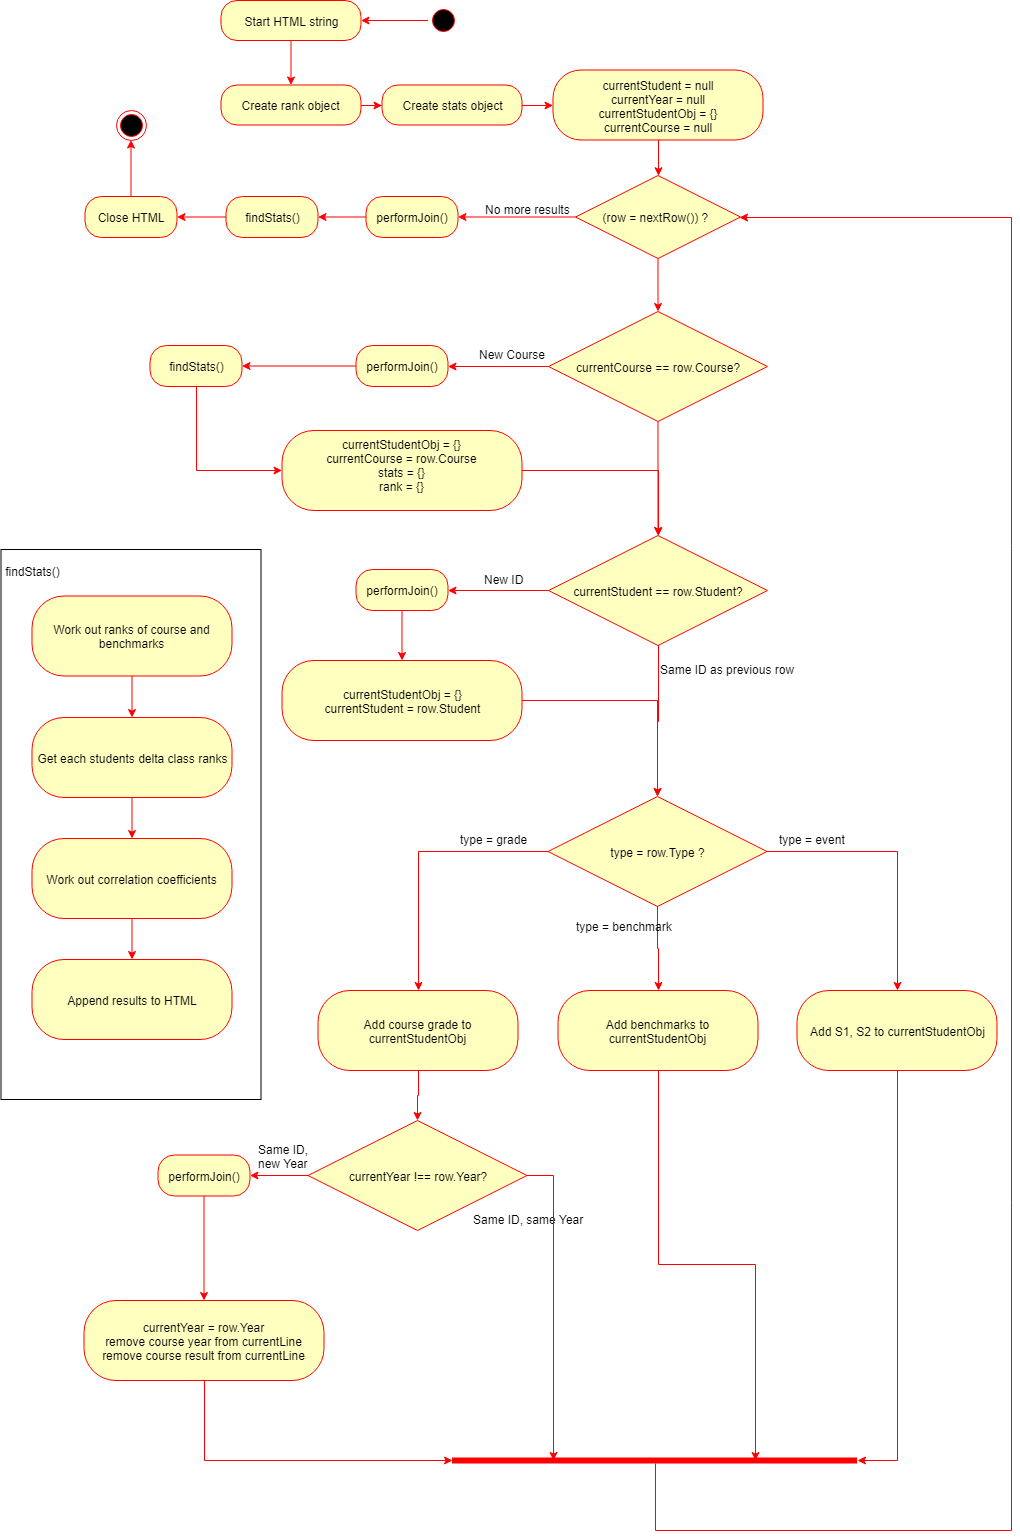 Start HTML string
Create rank object
Create stats object
currentStudent = null
currentYear = null
currentStudentObj = {}
currentCourse = null
Close HTML
findStats()
performJoin()
No more results
(row = nextRow()) ?
findStats()
performJoin()
New Course
currentCourse == row.Course?
currentStudentObj = {}
currentCourse = row.Course
stats = {}
rank = {}
performJoin()
New ID
currentStudent == row.Student?
currentStudentObj = {}
currentStudent = row.Student
Same ID as previous row
findStats()
Work out ranks of course and
benchmarks
Get each students delta class ranks
Work out correlation coefficients
Append results to HTML
type = grade
type = row.Type ?
type = event
type = benchmark
Add course grade to
currentStudentObj
Add benchmarks to
currentStudentObj
Add S1, S2 to currentStudentObj
performJoin()
Same ID,
new Year
currentYear !== row.Year?
Same ID, same Year
currentYear = row.Year
remove course year from currentLine
remove course result from currentLine